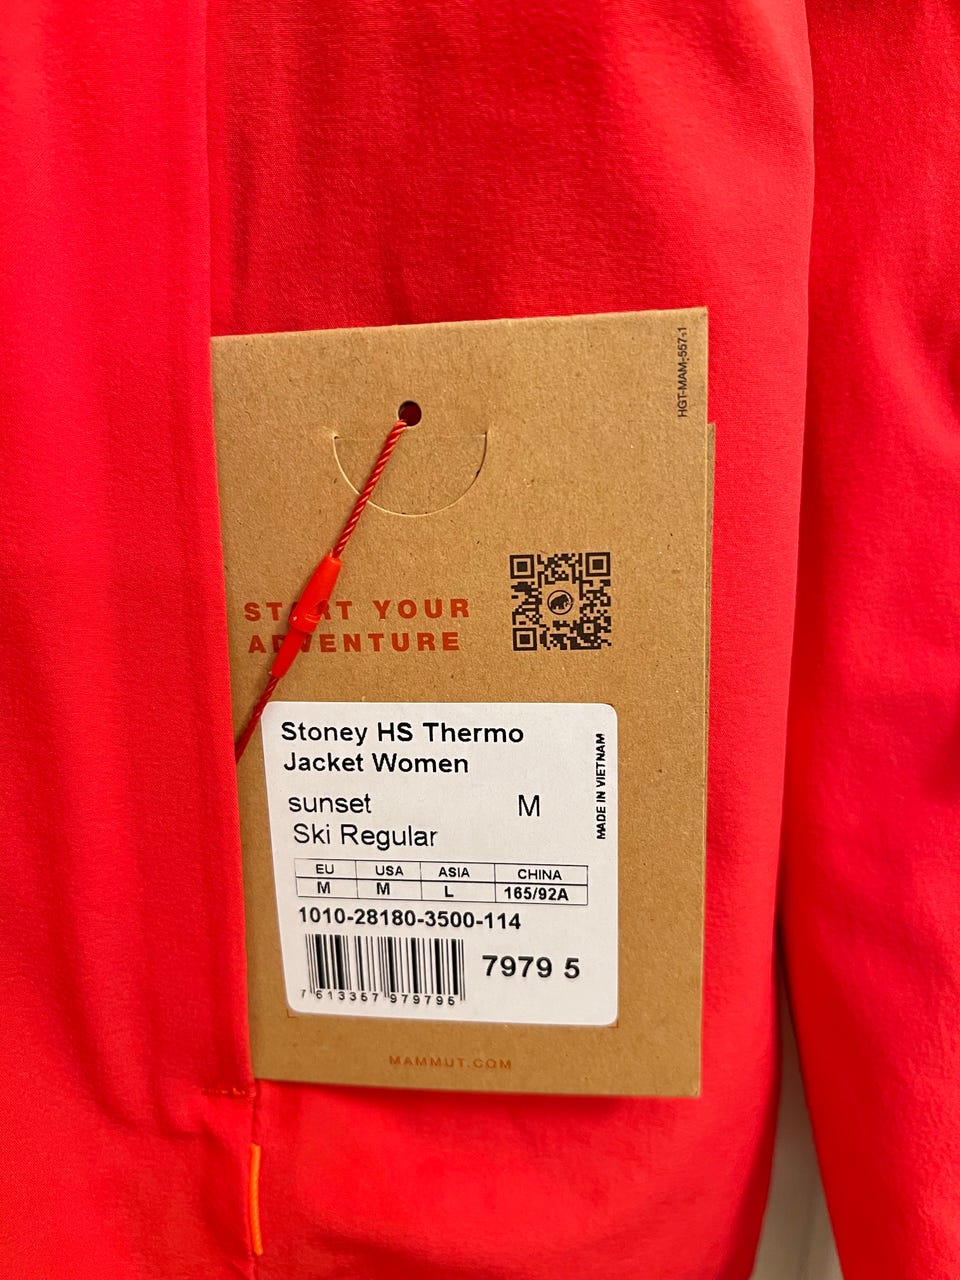 HGT-MAM-557-1
START YOUR
ADVENTURE
Stoney HS Thermo
Jacket Women
sunset M
Ski Regular
MADE IN VIETNAM
EU USA ASIA CHINA
M M L 165/92A
1010-28180-3500-114
7979 5
7 613357 979795
MAMMUT.COM